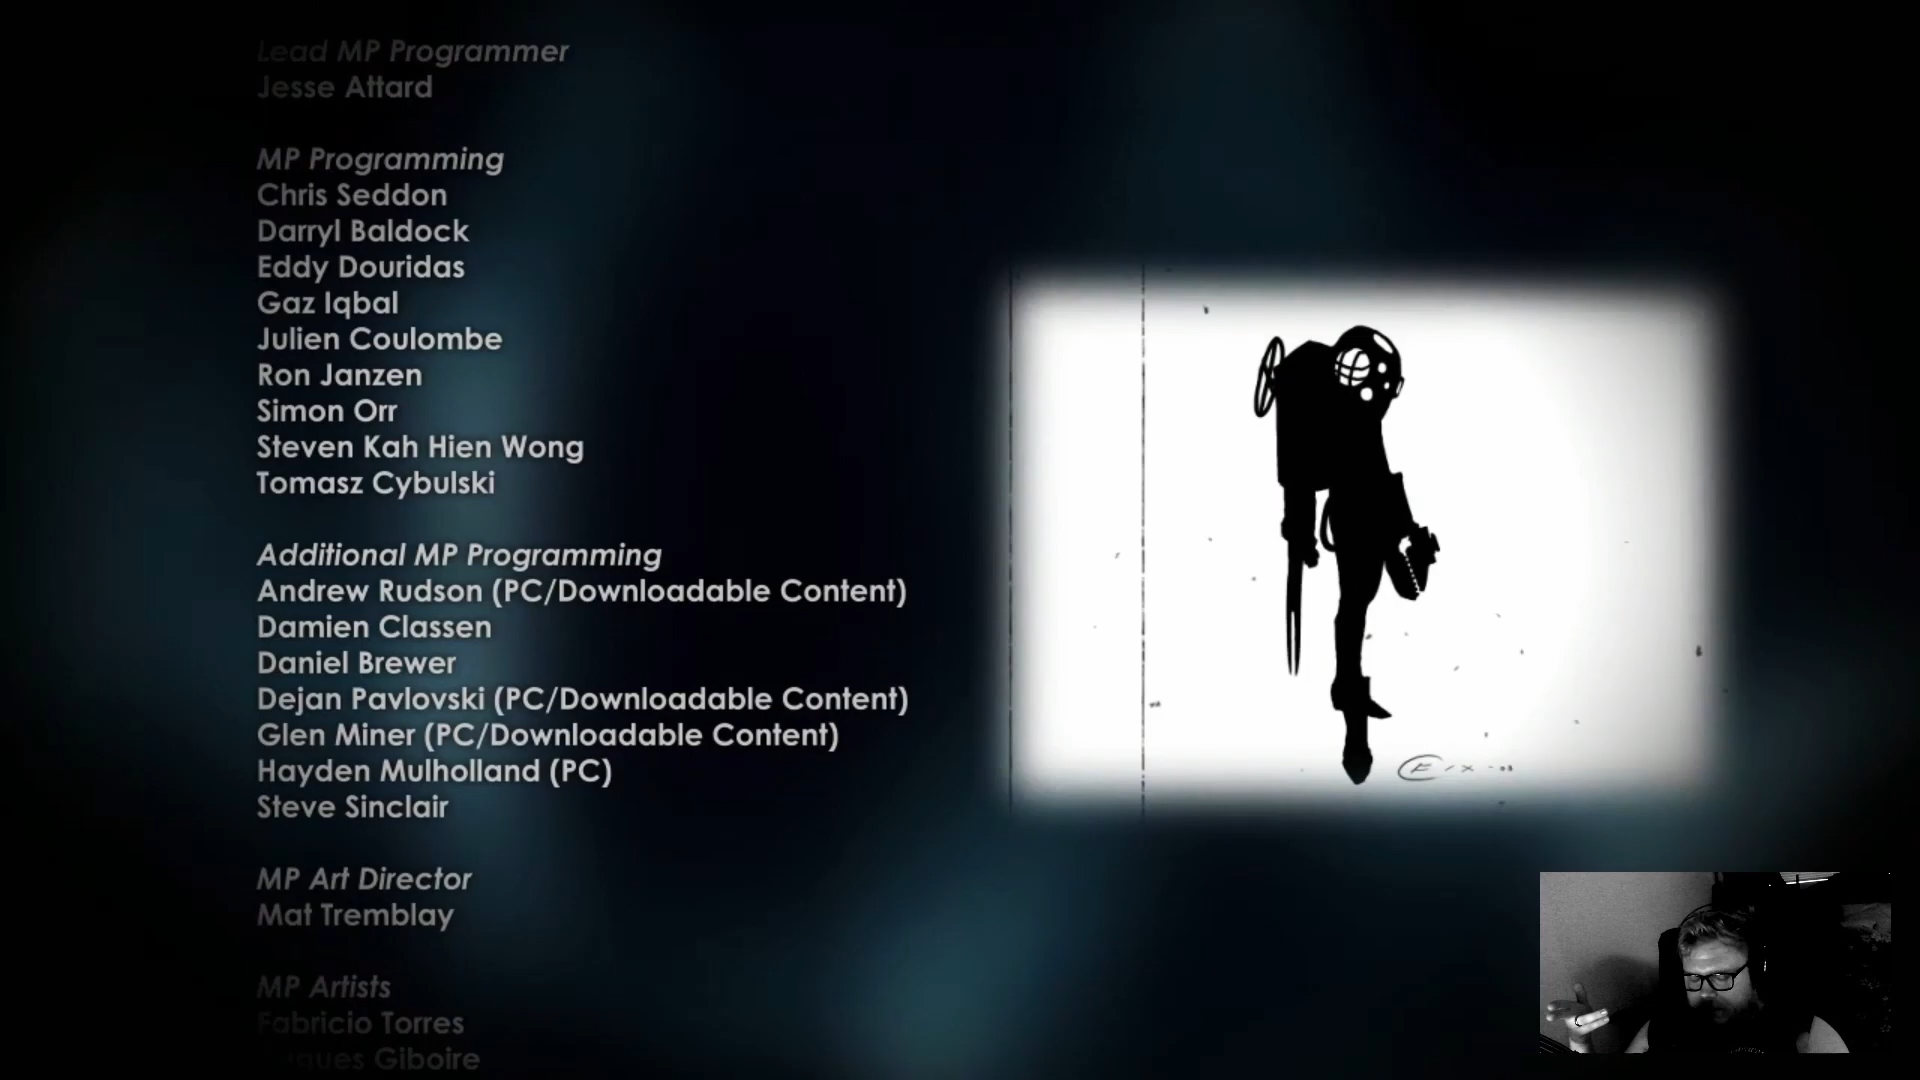 Lead MP Programmer
Jesse Attard
MP Programming
Chris Seddon
Darryl Baldock
Eddy Douridas
Gaz Iqbal
Julien Coulombe
Ron Janzen
Simon Orr
Steven Kah Hien Wong
Tomasz Cybulski
Additional MP Programming
Andrew Rudson (PC/Downloadable Content)
Damien Classen
Daniel Brewer
Dejan Pavlovski (PC/Downloadable Content)
Glen Miner (PC/Downloadable Content)
Hayden Mulholland (PC)
Steve Sinclair
MP Art Director
Mat Tremblay
MP Artists
Fabricio Torres
Giboire